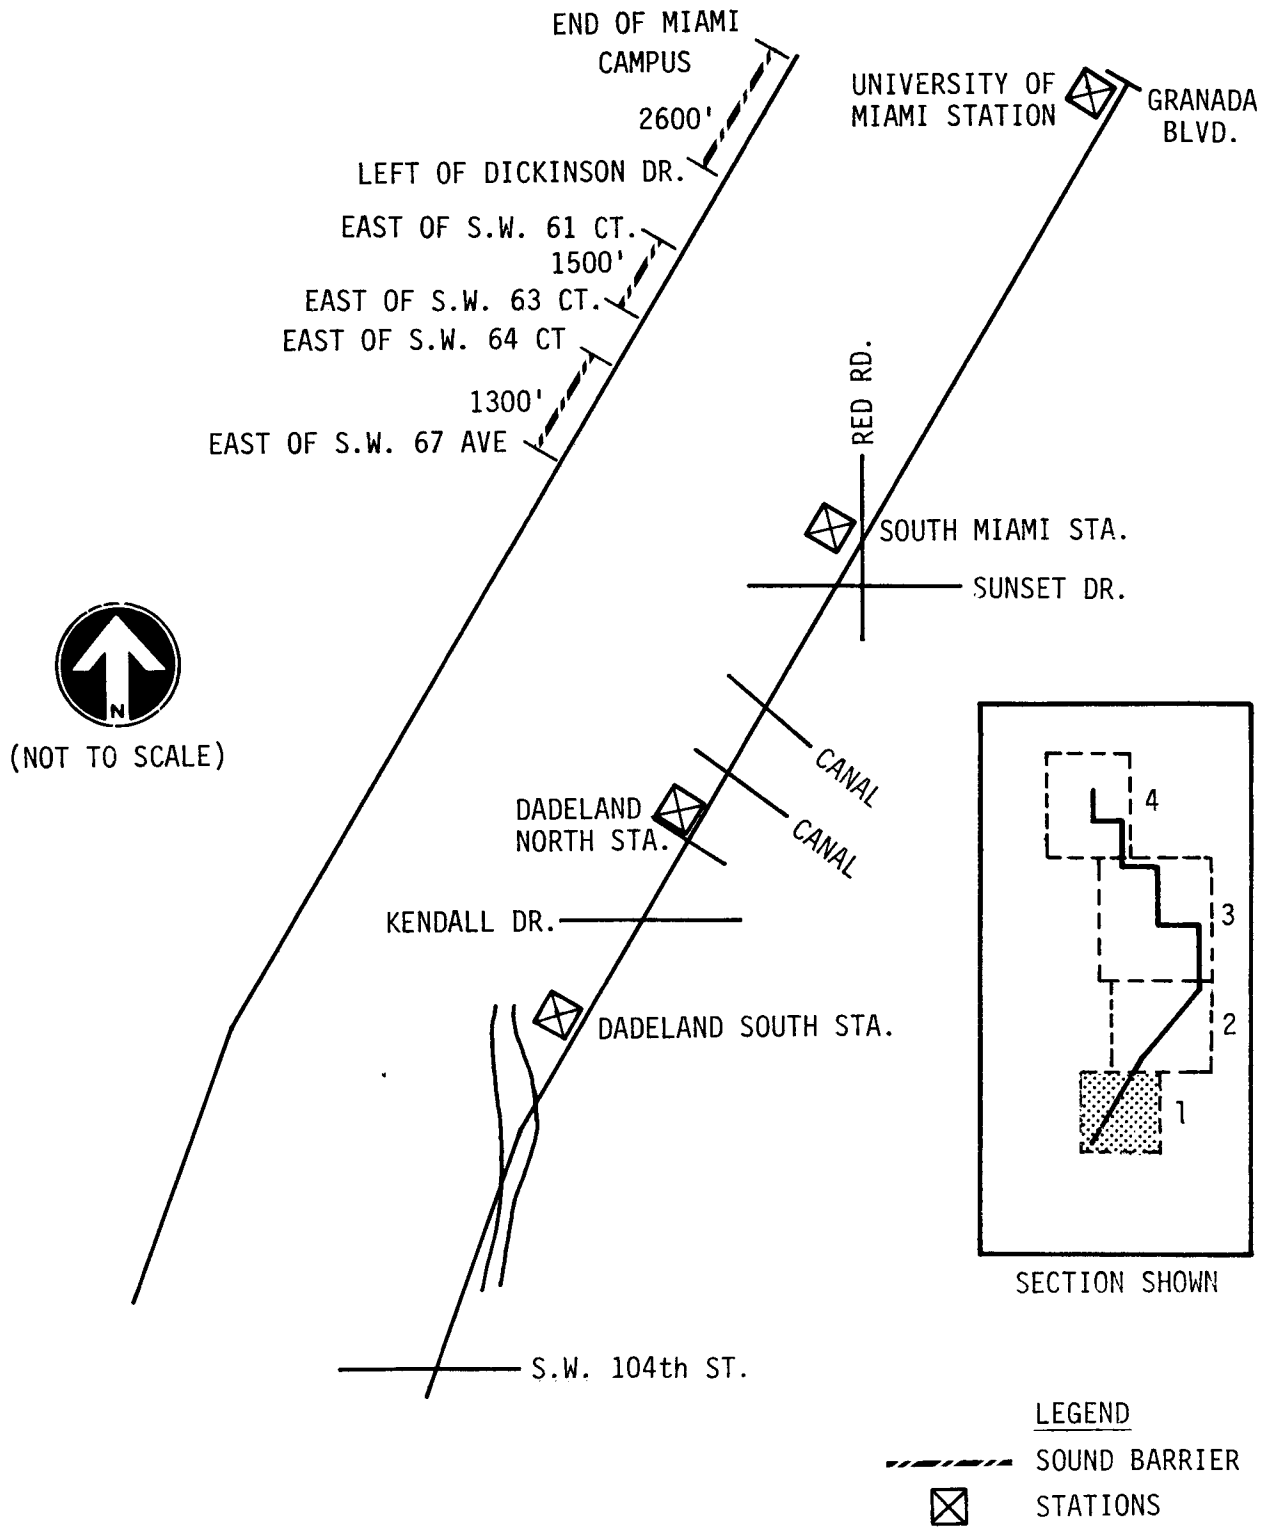 END OF MIAMI
CAMPUS
2600'
LEFT OF DICKINSON DR.
EAST OF S.W. 61 CT.
1500'
EAST OF S.W. 63 CT.
EAST OF S.W. 64 CT
1300'
EAST OF S.W. 67 AVE
UNIVERSITY OF
MIAMI STATION
GRANADA
BLVD.
RED RD.
SOUTH MIAMI STA.
SUNSET DR.
N
(NOT TO SCALE)
CANAL
CANAL
DADELAND
NORTH STA.
KENDALL DR.
DADELAND SOUTH STA.
S.W. 104th ST.
4
3
2
1
SECTION SHOWN
LEGEND
SOUND BARRIER
STATIONS